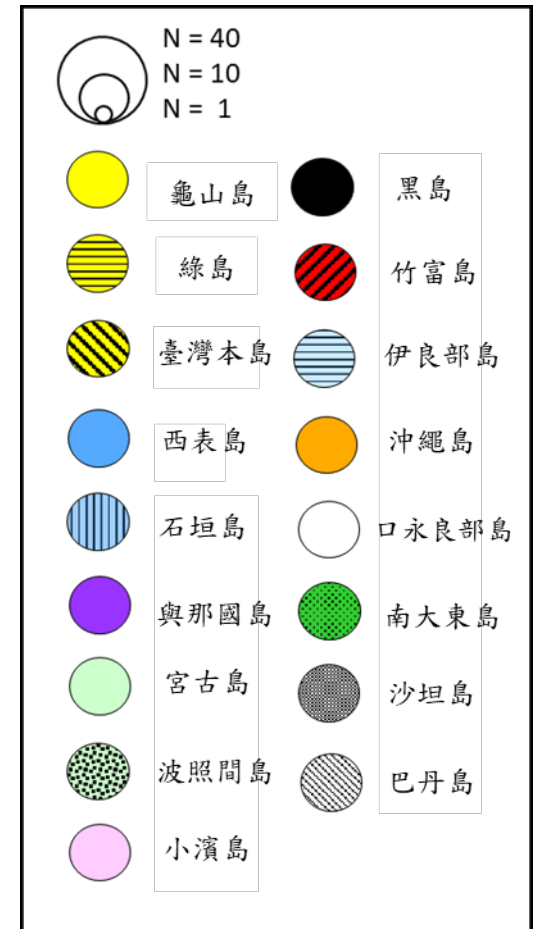 N = 40
N = 10
N = 1
龜山島
綠島
臺灣本島
西表島
石垣島
與那國島
宮古島
波照間島
小濱島
黑島
竹富島
伊良部島
沖繩島
口永良部島
南大東島
沙坦島
巴丹島